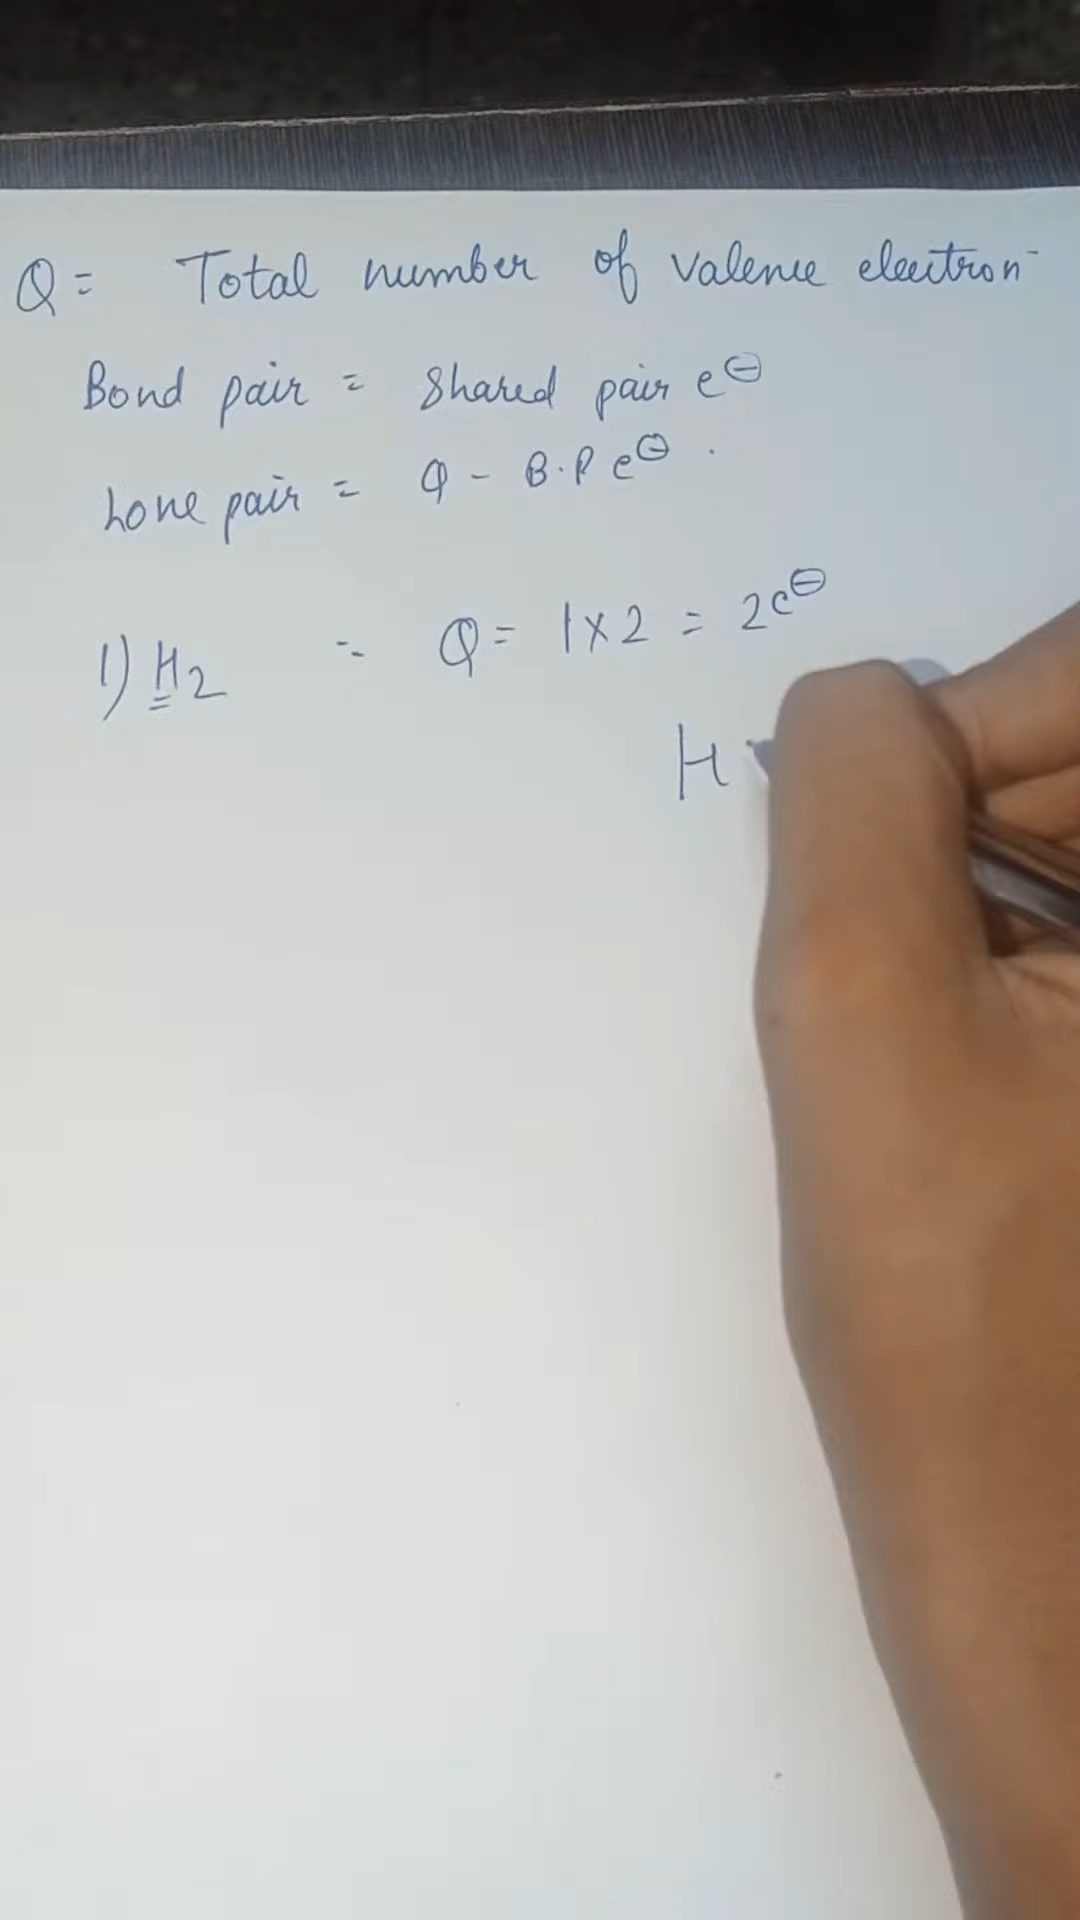 Q = Total number of valence electron
Bond pair = Shared pair e⊖
Lone pair = Q - B.P e⊖.
1) H2 = Q = 1 x 2 = 2e⊖
H